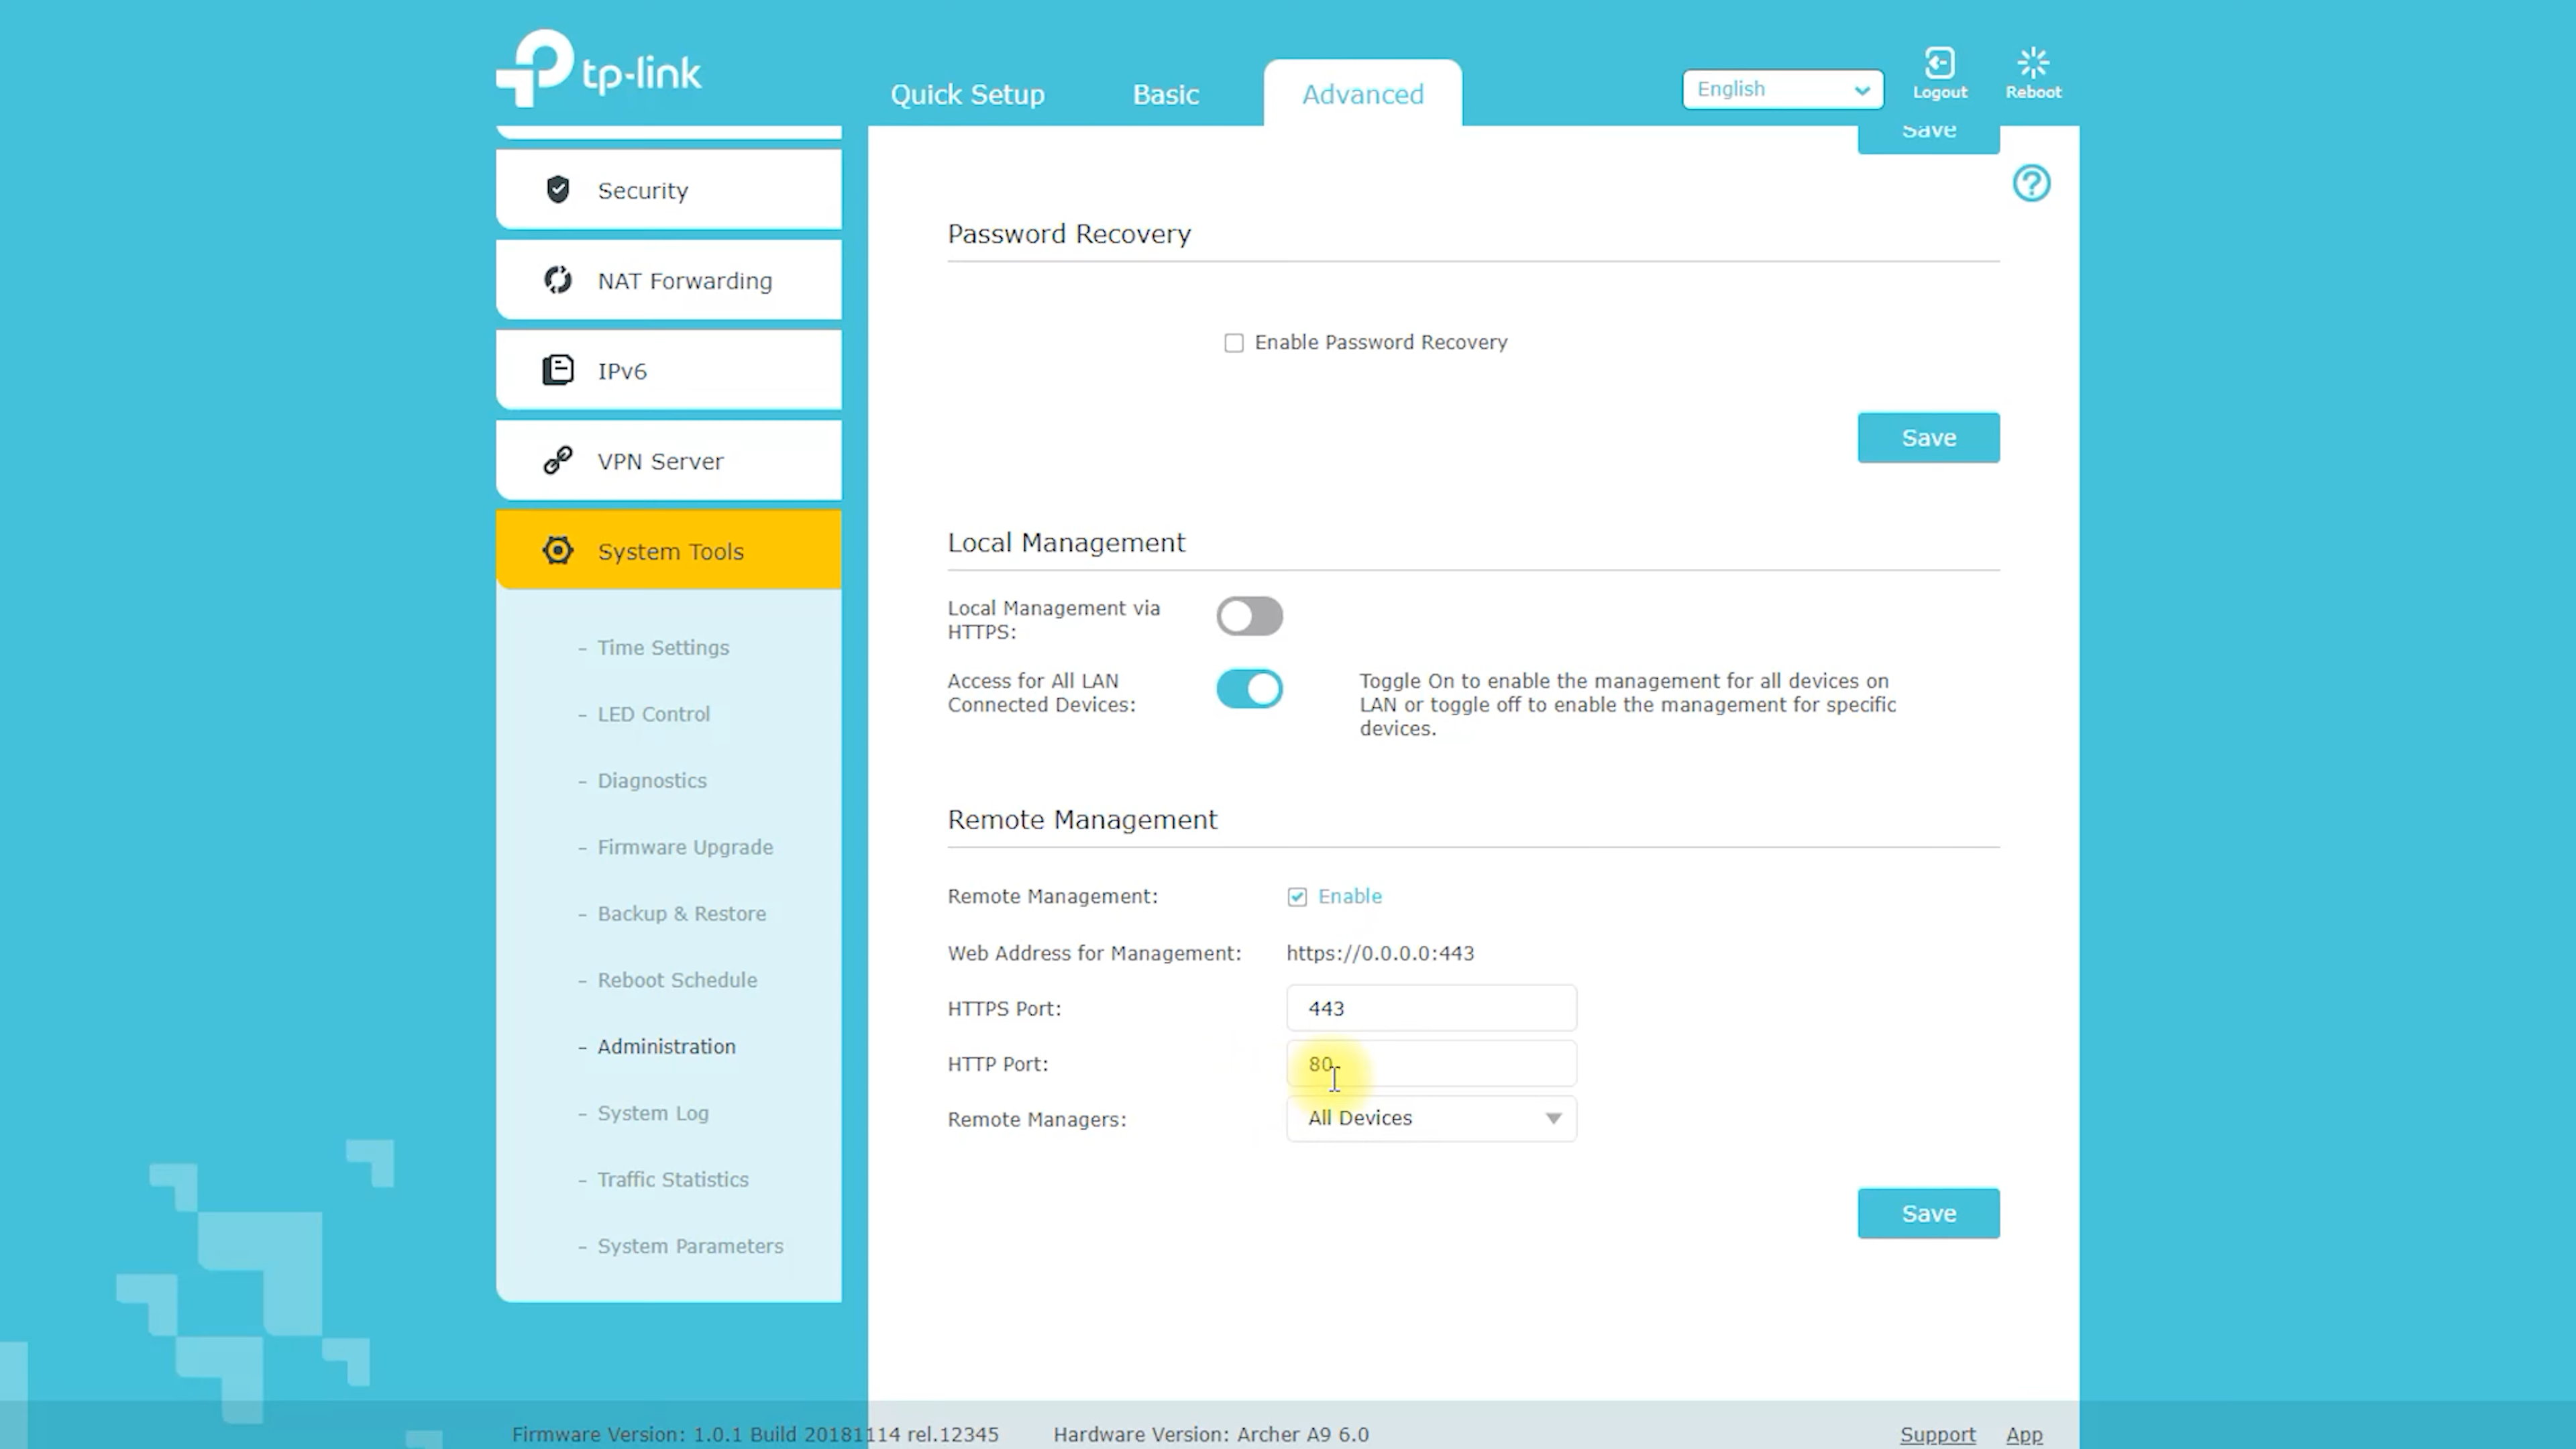 tp-link
Quick Setup
Basic
Advanced
English
Logout
Reboot
Save
Security
NAT Forwarding
IPv6
VPN Server
System Tools
- Time Settings
- LED Control
- Diagnostics
- Firmware Upgrade
- Backup & Restore
- Reboot Schedule
- Administration
- System Log
- Traffic Statistics
- System Parameters
Password Recovery
Enable Password Recovery
Save
Local Management
Local Management via
HTTPS:
Access for All LAN
Connected Devices:
Toggle On to enable the management for all devices on
LAN or toggle off to enable the management for specific
devices.
Remote Management
Remote Management: Enable
Web Address for Management: https://0.0.0.0:443
HTTPS Port: 443
HTTP Port: 80
Remote Managers: All Devices
Save
Firmware Version: 1.0.1 Build 20181114 rel.12345 Hardware Version: Archer A9 6.0 Support App